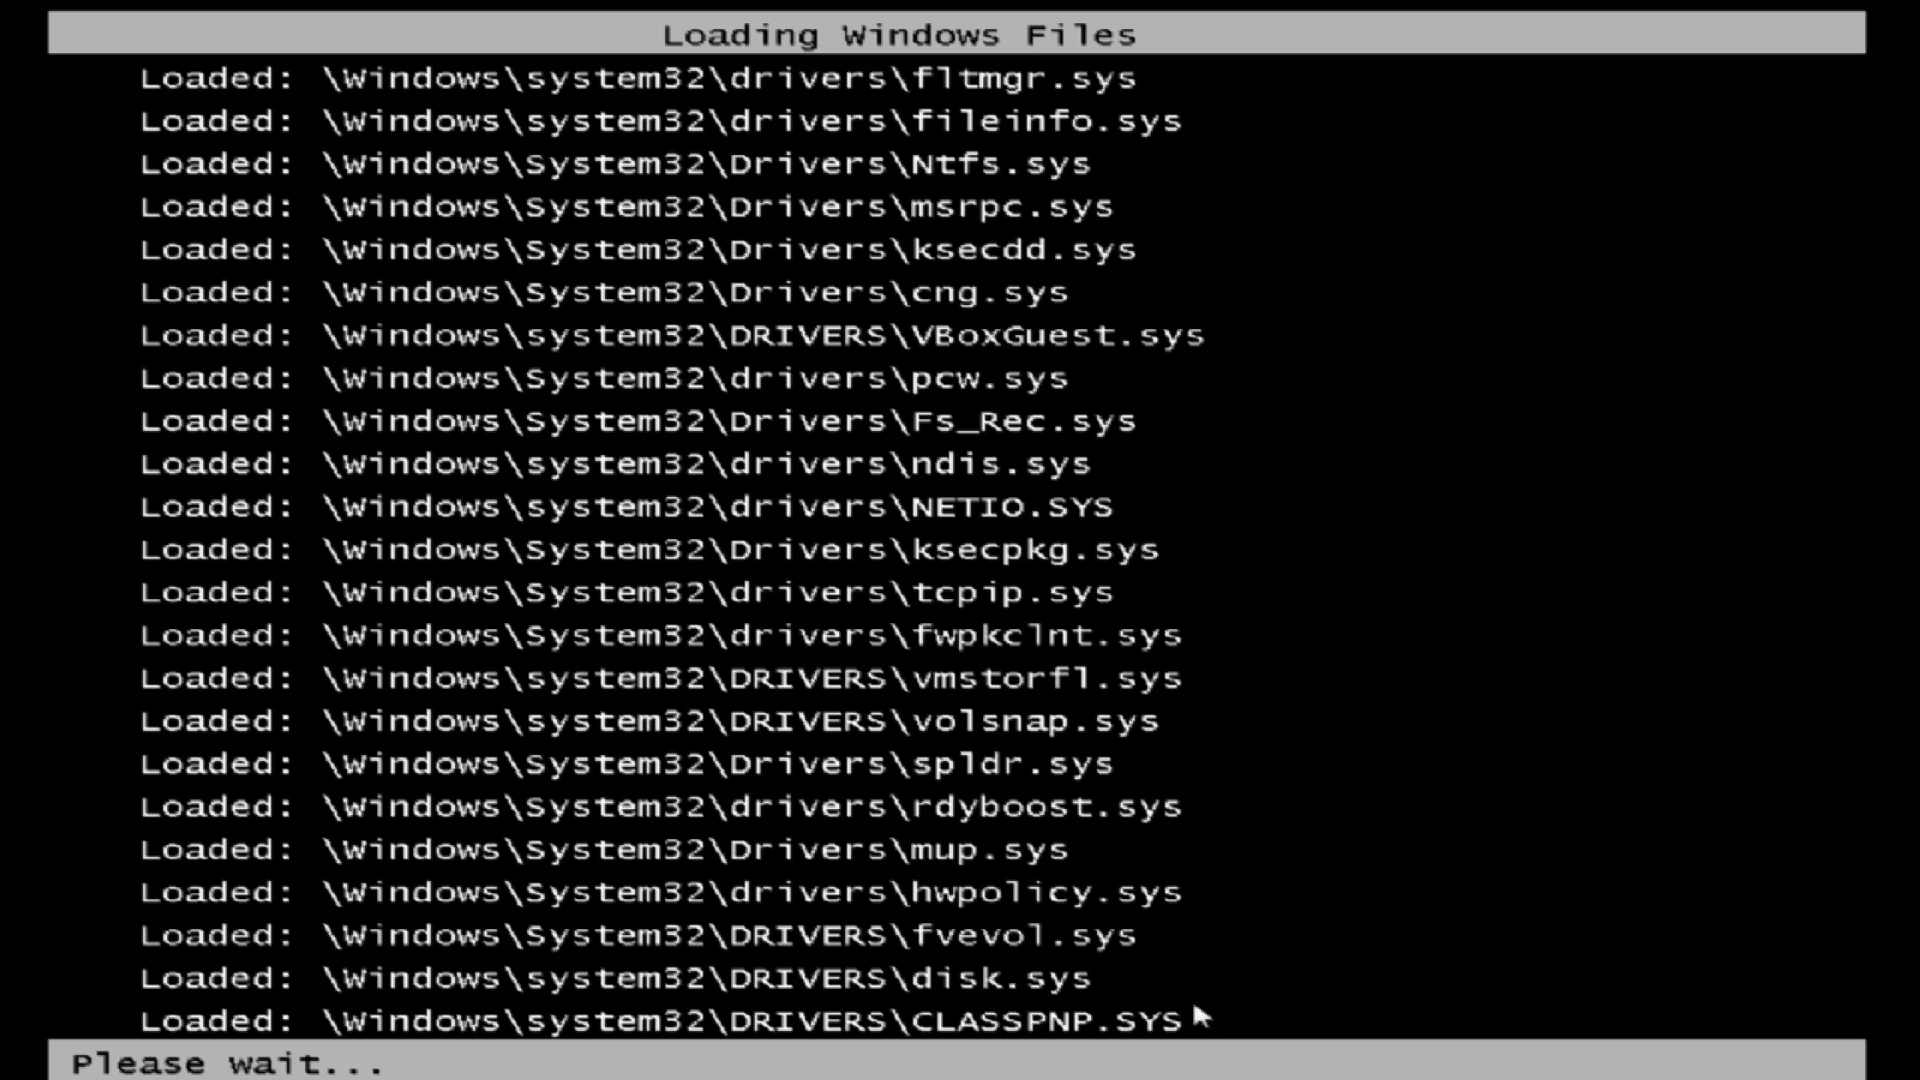 Loading Windows Files
Loaded: \Windows\system32\drivers\fltmgr.sys
Loaded: \Windows\system32\drivers\fileinfo.sys
Loaded: \Windows\System32\Drivers\Ntfs.sys
Loaded: \Windows\System32\Drivers\msrpc.sys
Loaded: \Windows\System32\Drivers\ksecdd.sys
Loaded: \Windows\System32\Drivers\cng.sys
Loaded: \Windows\system32\DRIVERS\VBoxGuest.sys
Loaded: \Windows\System32\drivers\pcw.sys
Loaded: \Windows\System32\Drivers\Fs_Rec.sys
Loaded: \Windows\system32\drivers\ndis.sys
Loaded: \Windows\system32\drivers\NETIO.SYS
Loaded: \Windows\System32\Drivers\ksecpkg.sys
Loaded: \Windows\System32\drivers\tcpip.sys
Loaded: \Windows\System32\drivers\fwpkclnt.sys
Loaded: \Windows\system32\DRIVERS\vmstorfl.sys
Loaded: \Windows\system32\DRIVERS\volsnap.sys
Loaded: \Windows\System32\Drivers\spldr.sys
Loaded: \Windows\System32\drivers\rdyboost.sys
Loaded: \Windows\System32\Drivers\mup.sys
Loaded: \Windows\System32\drivers\hwpolicy.sys
Loaded: \Windows\System32\DRIVERS\fvevol.sys
Loaded: \Windows\system32\DRIVERS\disk.sys
Loaded: \Windows\system32\DRIVERS\CLASSPNP.SYS
Please wait...